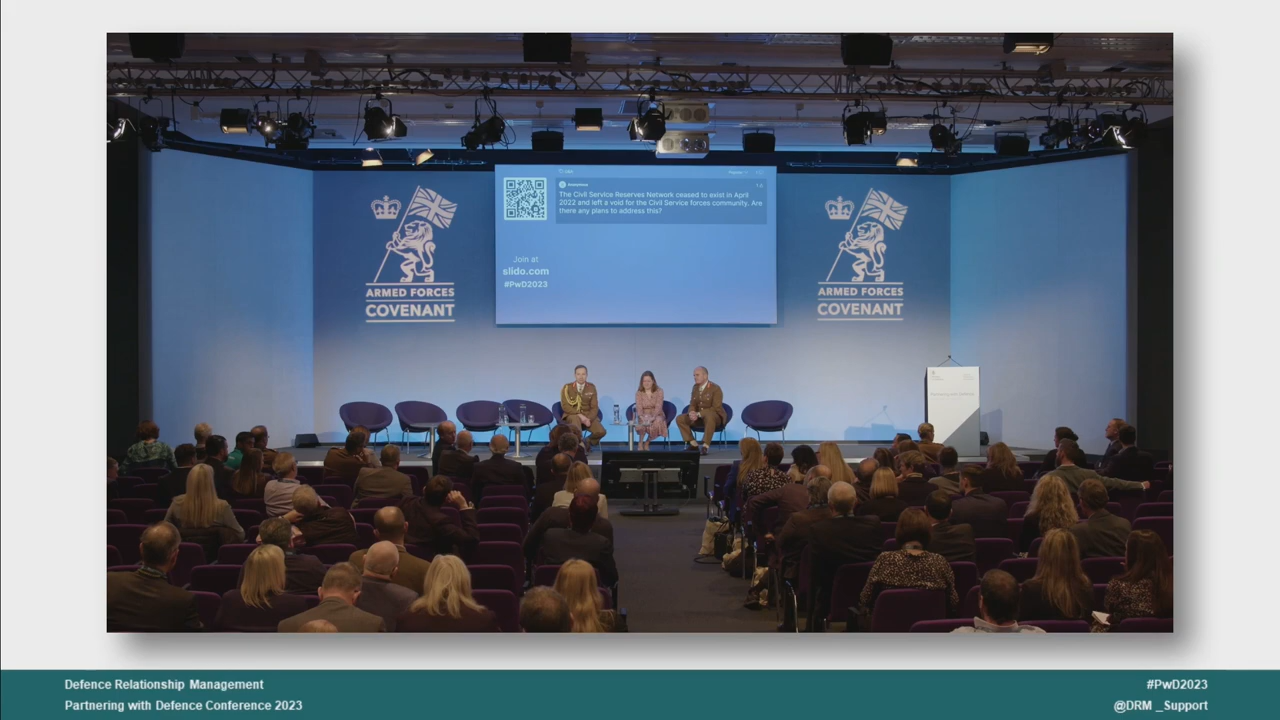 Anonymous
The Civil Service Reserves Network ceased to exist in April
2022 and left a void for the Civil Service forces community. Are
there any plans to address this?
Join at
slido.com
#PwD2023
ARMED FORCES
COVENANT
ARMED FORCES
COVENANT
Defence Relationship Management
Partnering with Defence Conference 2023
#PwD2023
@DRM _Support